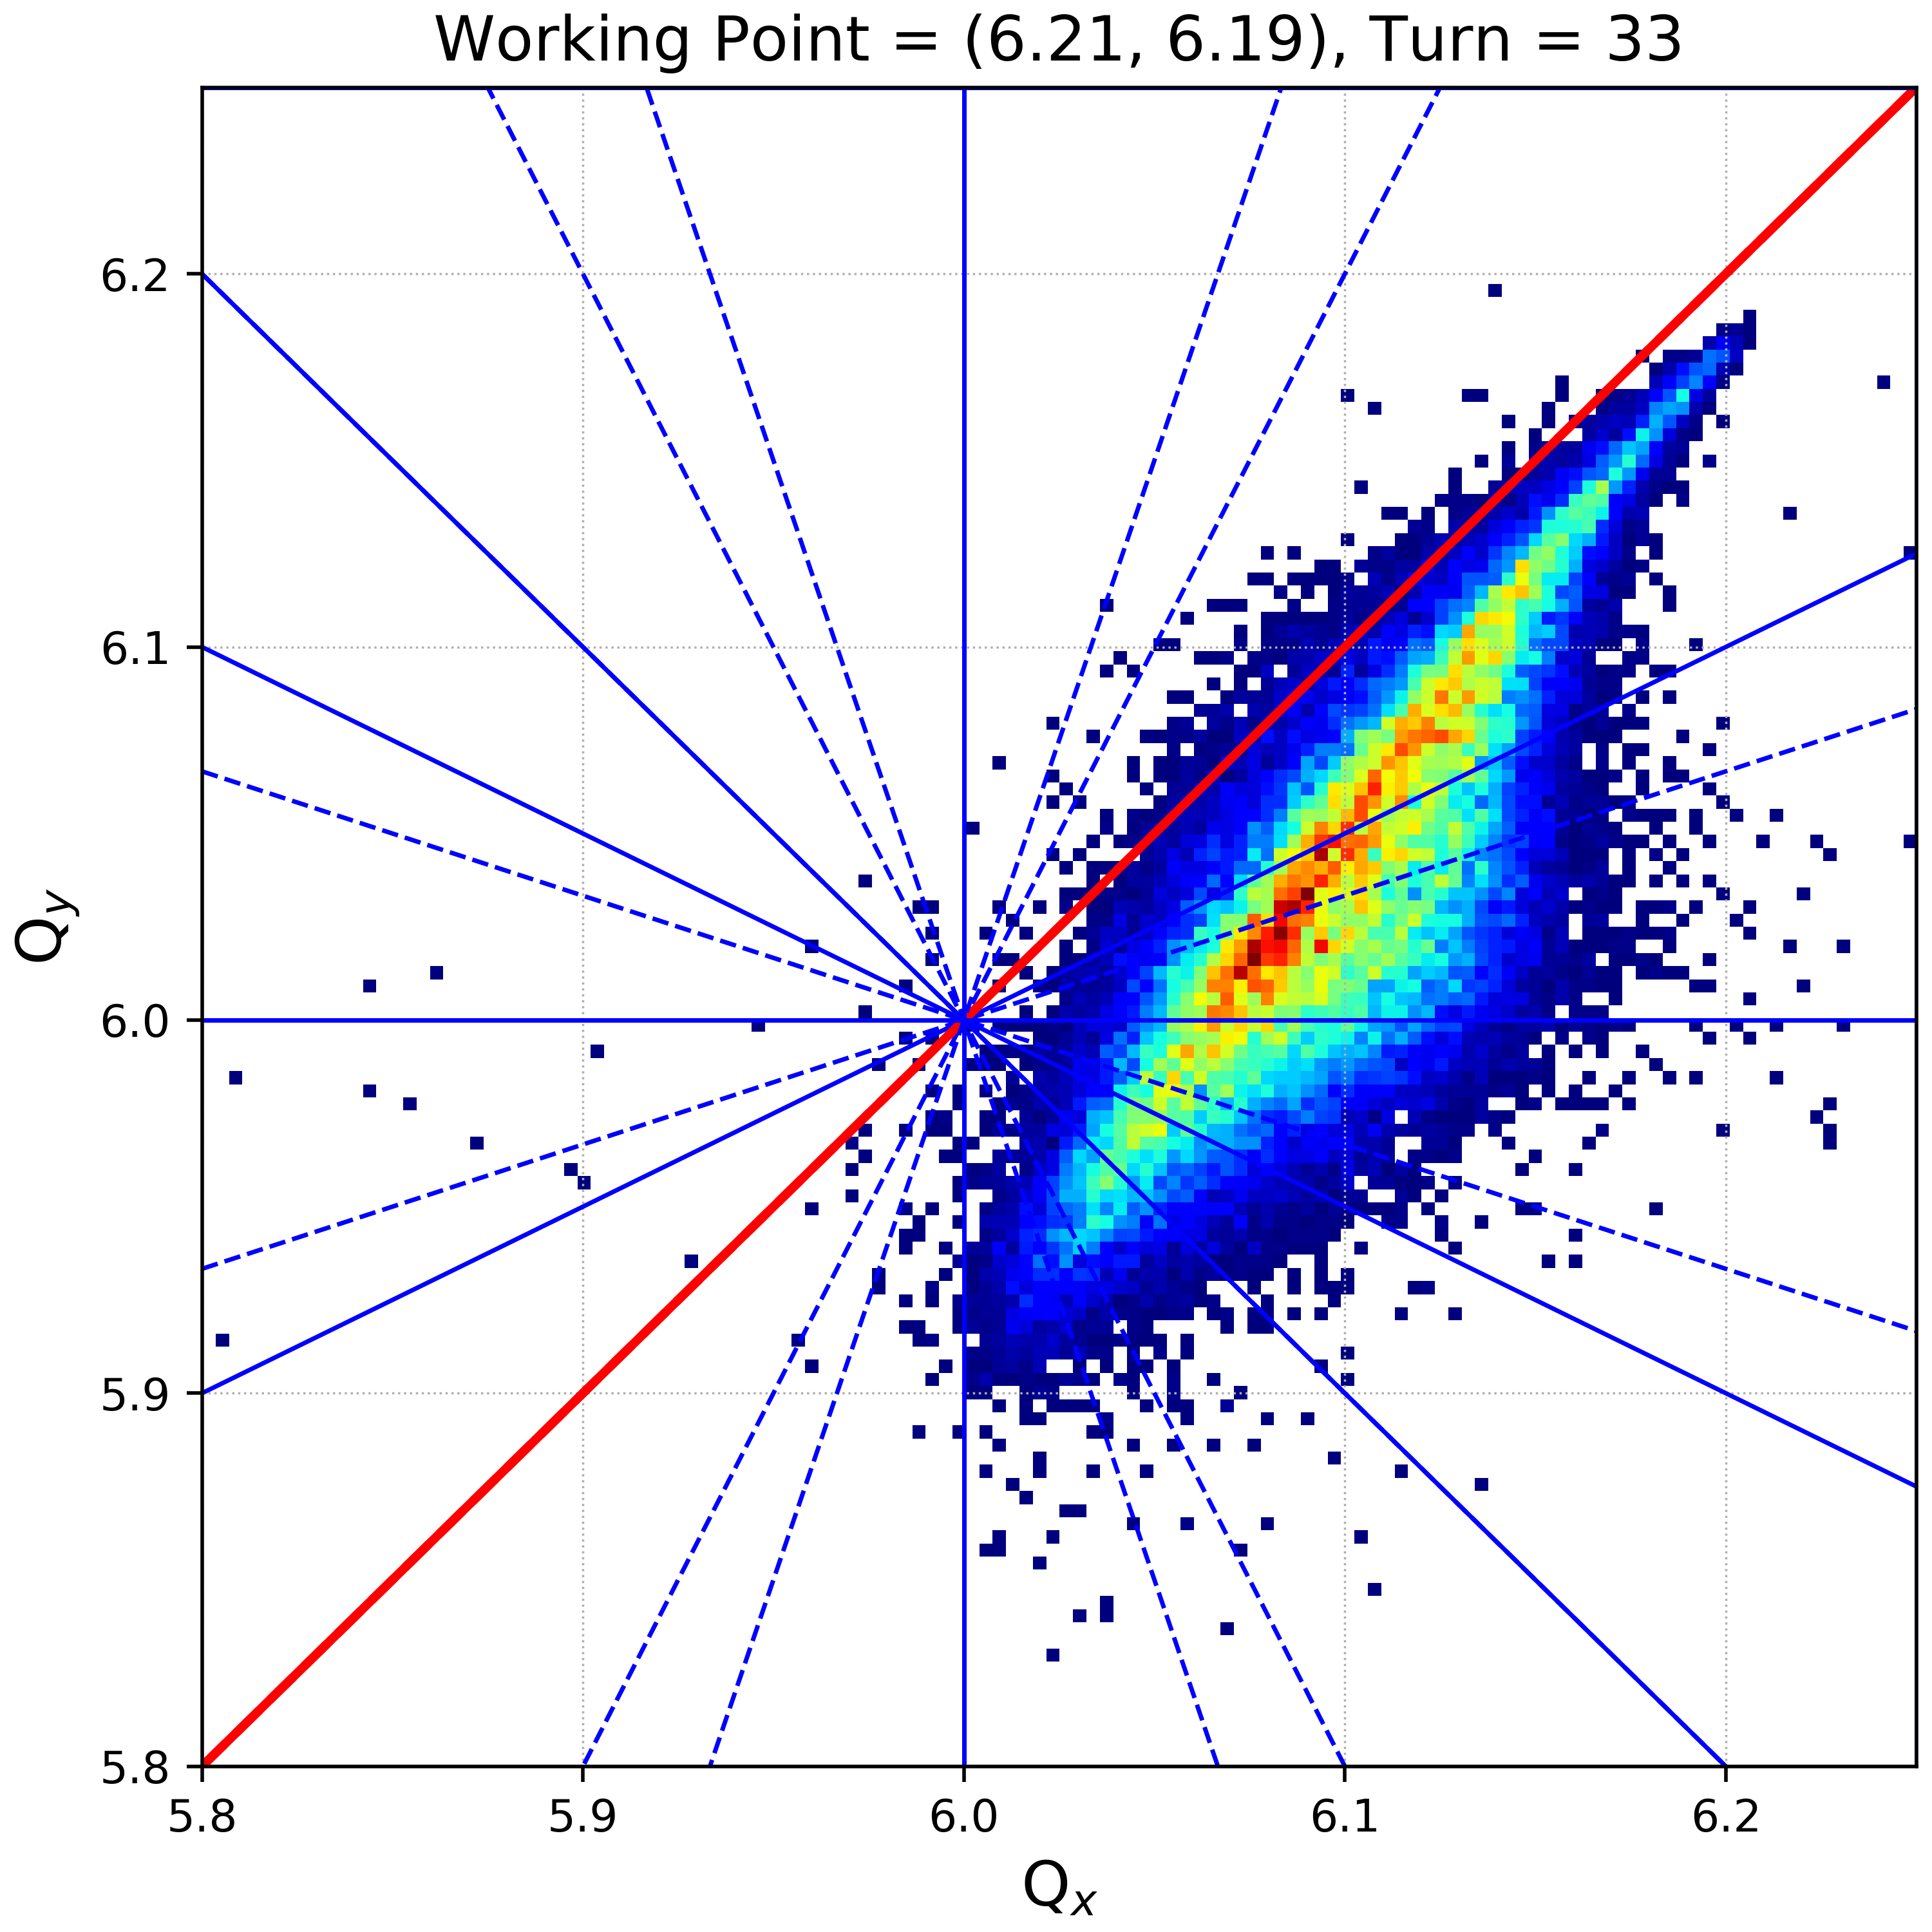 Working Point = (6.21, 6.19), Turn = 33
6.2
6.1
6.0
5.9
5.8
Qy
5.8 5.9 6.0 6.1 6.2
Qx